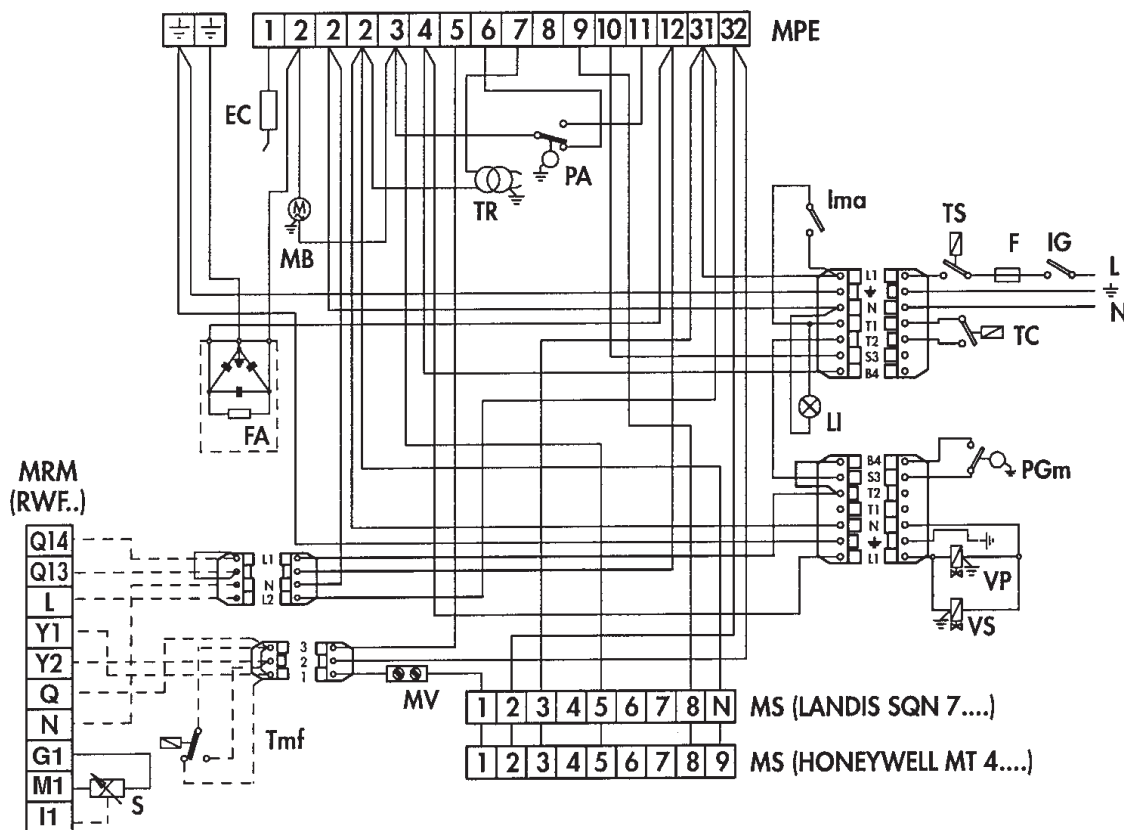 1 2 2 2 3 4 5 6 7 8 9 10 11 12 31 32 MPE
EC
PA
TR
M
MB
Ima
TS
F
IG
L
N
L1
N
T1
T2
S3
B4
TC
LI
FA
B4
S3
T2
T1
N
L1
PGm
VP
VS
MRM
(RWF..)
Q14
Q13
L
Y1
Y2
Q
N
G1
M1
I1
L1
N
L2
3
2
1
MV
Tmf
S
1 2 3 4 5 6 7 8 N MS (LANDIS SQN 7....)
1 2 3 4 5 6 7 8 9 MS (HONEYWELL MT 4....)